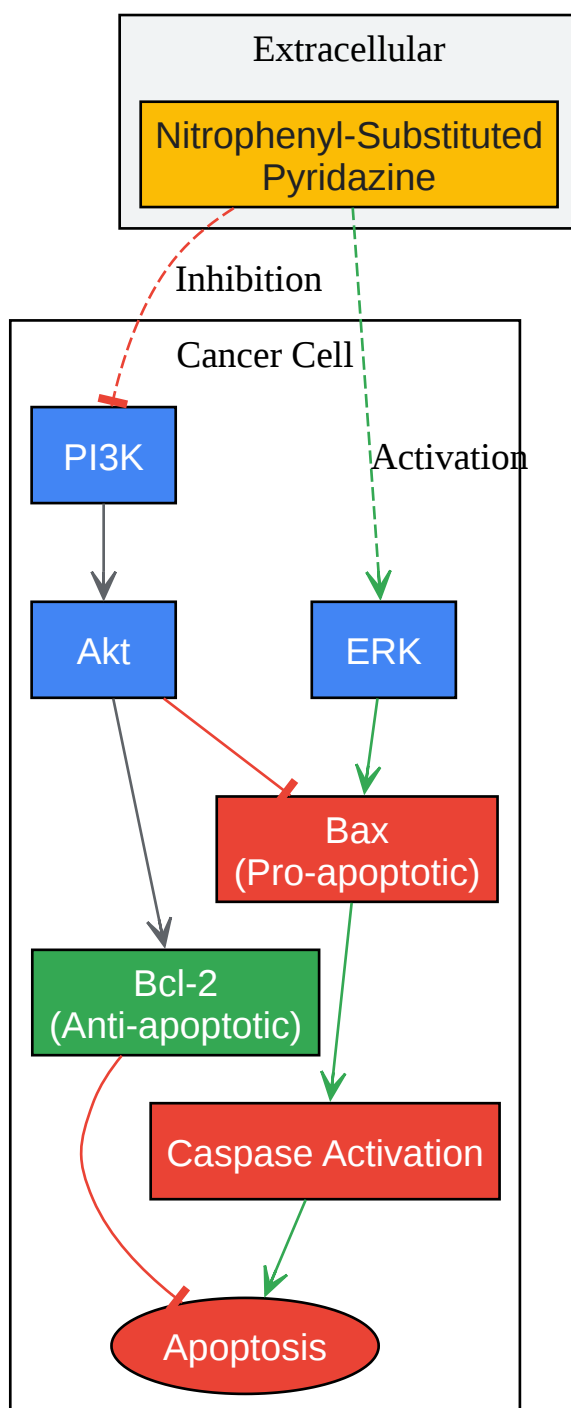 Extracellular
Nitrophenyl-Substituted
Pyridazine
Inhibition
Cancer Cell
PI3K
Activation
Akt
ERK
Bax
(Pro-apoptotic)
Bcl-2
(Anti-apoptotic)
Caspase Activation
Apoptosis